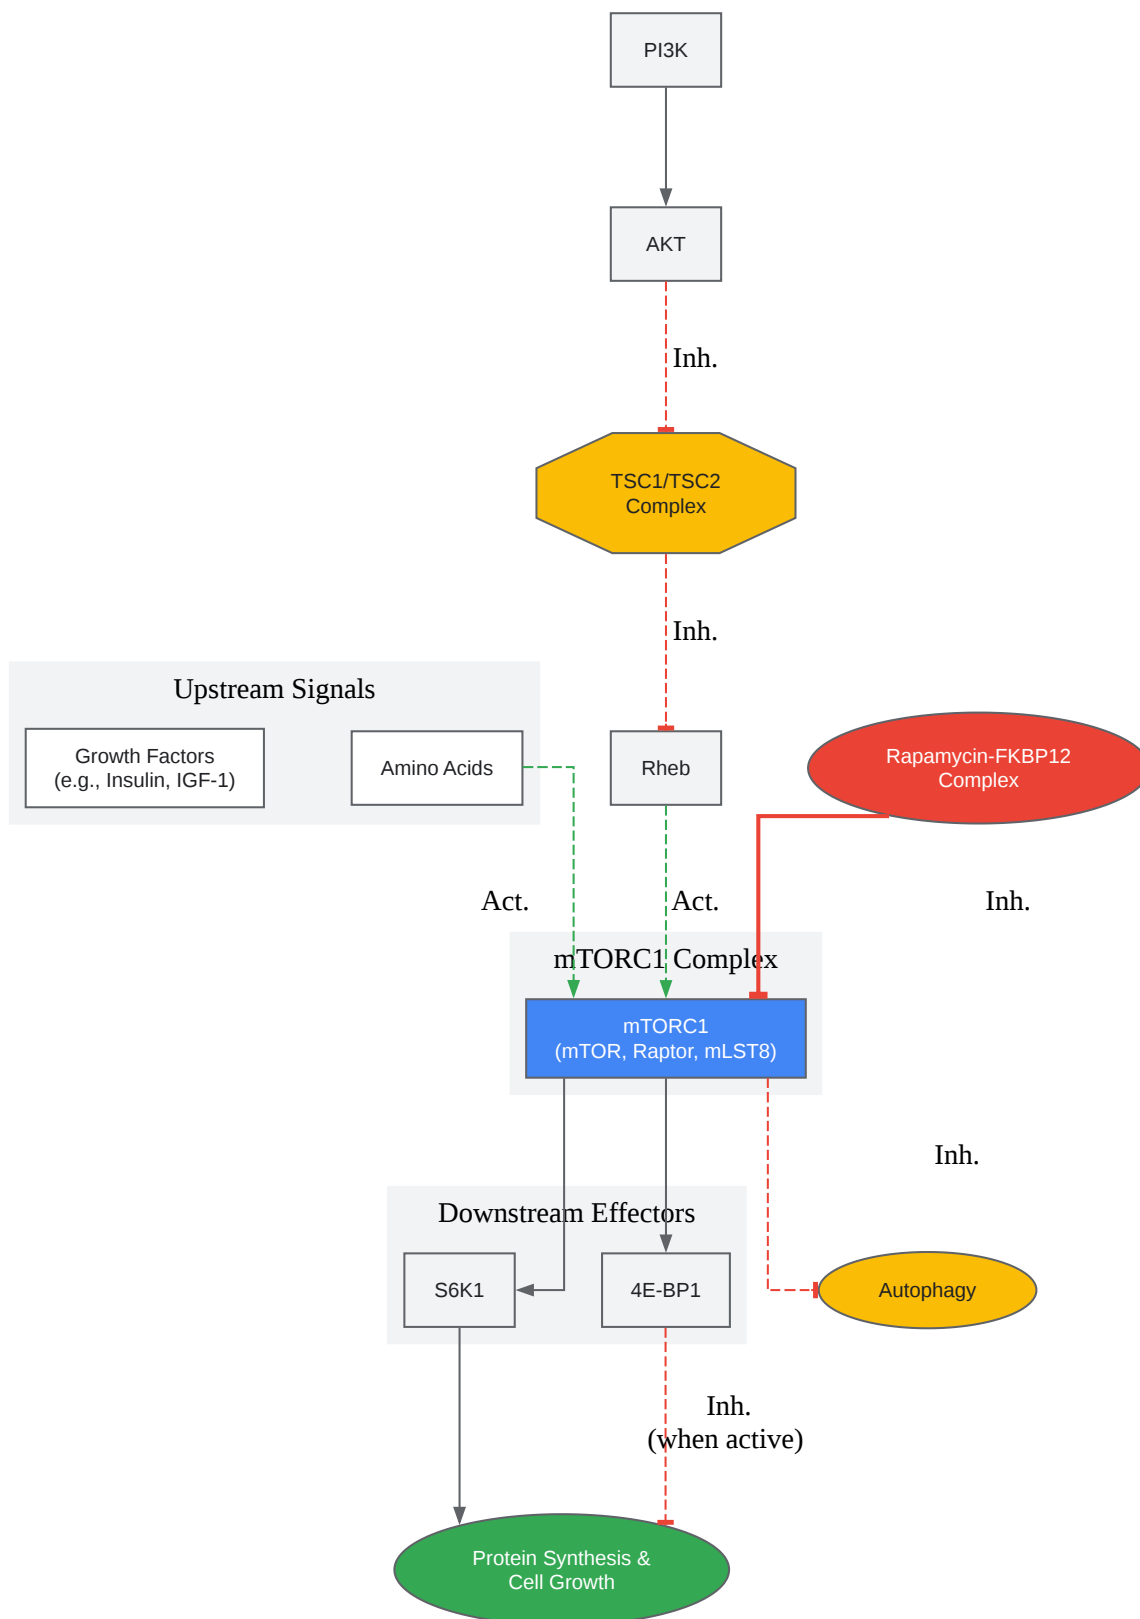 PI3K
AKT
Inh.
TSC1/TSC2
Complex
Inh.
Upstream Signals
Growth Factors
(e.g., Insulin, IGF-1)
Amino Acids
Rheb
Rapamycin-FKBP12
Complex
Act.
Act.
Inh.
mTORC1 Complex
mTORC1
(mTOR, Raptor, mLST8)
Inh.
Downstream Effectors
S6K1
4E-BP1
Autophagy
Inh.
(when active)
Protein Synthesis &
Cell Growth